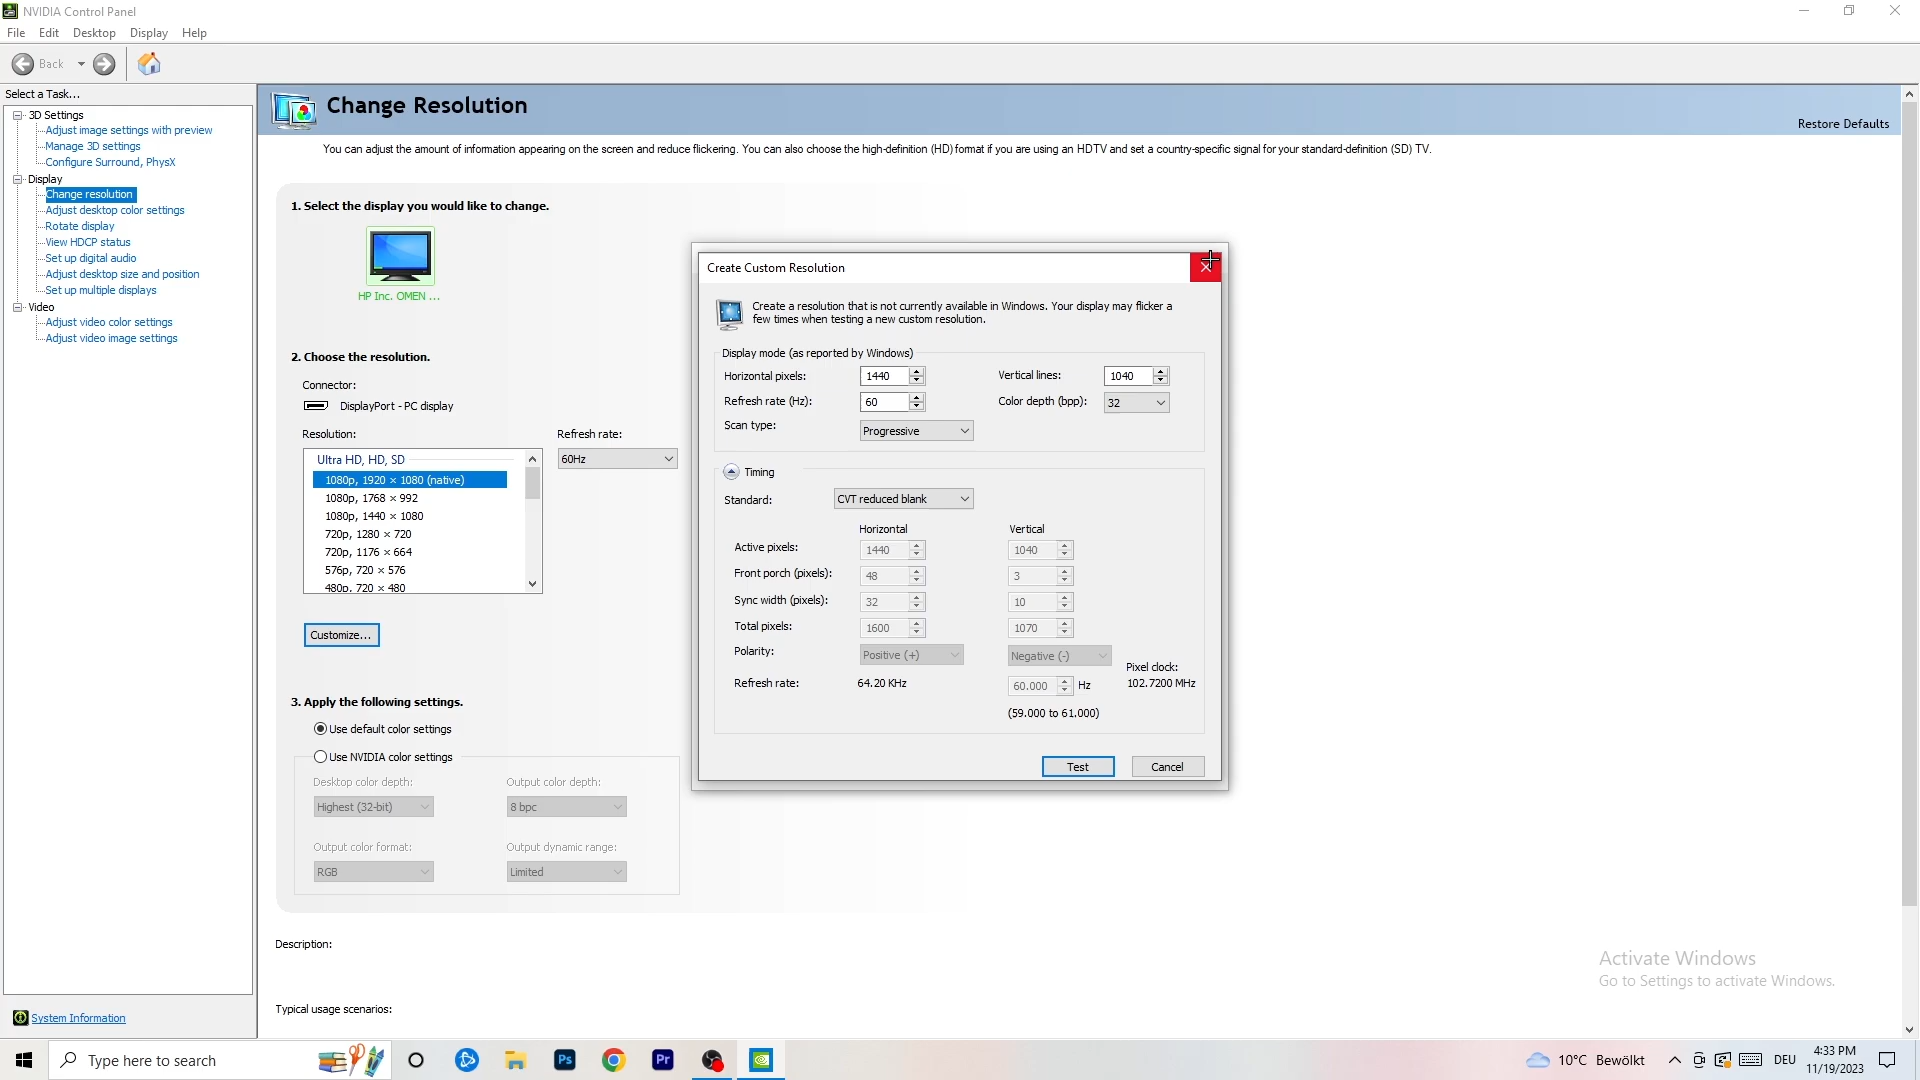 NVIDIA Control Panel
File Edit Desktop Display Help
Back
Select a Task...
3D Settings
Adjust image settings with preview
Manage 3D settings
Configure Surround, PhysX
Display
Change resolution
Adjust desktop color settings
Rotate display
View HDCP status
Set up digital audio
Adjust desktop size and position
Set up multiple displays
Video
Adjust video color settings
Adjust video image settings
System Information
Change Resolution
Restore Defaults
You can adjust the amount of information appearing on the screen and reduce flickering. You can also choose the high-definition (HD) format if you are using an HDTV and set a country-specific signal for your standard-definition (SD) TV.
1. Select the display you would like to change.
HP Inc. OMEN ...
2. Choose the resolution.
Connector:
DisplayPort - PC display
Resolution:
Refresh rate:
Ultra HD, HD, SD
60Hz
1080p, 1920 × 1080 (native)
1080p, 1768 × 992
1080p, 1440 × 1080
720p, 1280 × 720
720p, 1176 × 664
576p, 720 × 576
480p, 720 × 480
Customize...
3. Apply the following settings.
Use default color settings
Use NVIDIA color settings
Desktop color depth:
Output color depth:
Highest (32-bit)
8 bpc
Output color format:
Output dynamic range:
RGB
Limited
Description:
Typical usage scenarios:
Create Custom Resolution
Create a resolution that is not currently available in Windows. Your display may flicker a
few times when testing a new custom resolution.
Display mode (as reported by Windows)
Horizontal pixels: 1440 Vertical lines: 1040
Refresh rate (Hz): 60 Color depth (bpp): 32
Scan type: Progressive
Timing
Standard: CVT reduced blank
Horizontal Vertical
Active pixels: 1440 1040
Front porch (pixels): 48 3
Sync width (pixels): 32 10
Total pixels: 1600 1070
Polarity: Positive (+) Negative (-)
Pixel clock:
Refresh rate: 64.20 KHz 60.000 Hz 102.7200 MHz
(59.000 to 61.000)
Test Cancel
Activate Windows
Go to Settings to activate Windows.
Type here to search
Ps
Pr
10°C Bewölkt
DEU
4:33 PM
11/19/2023